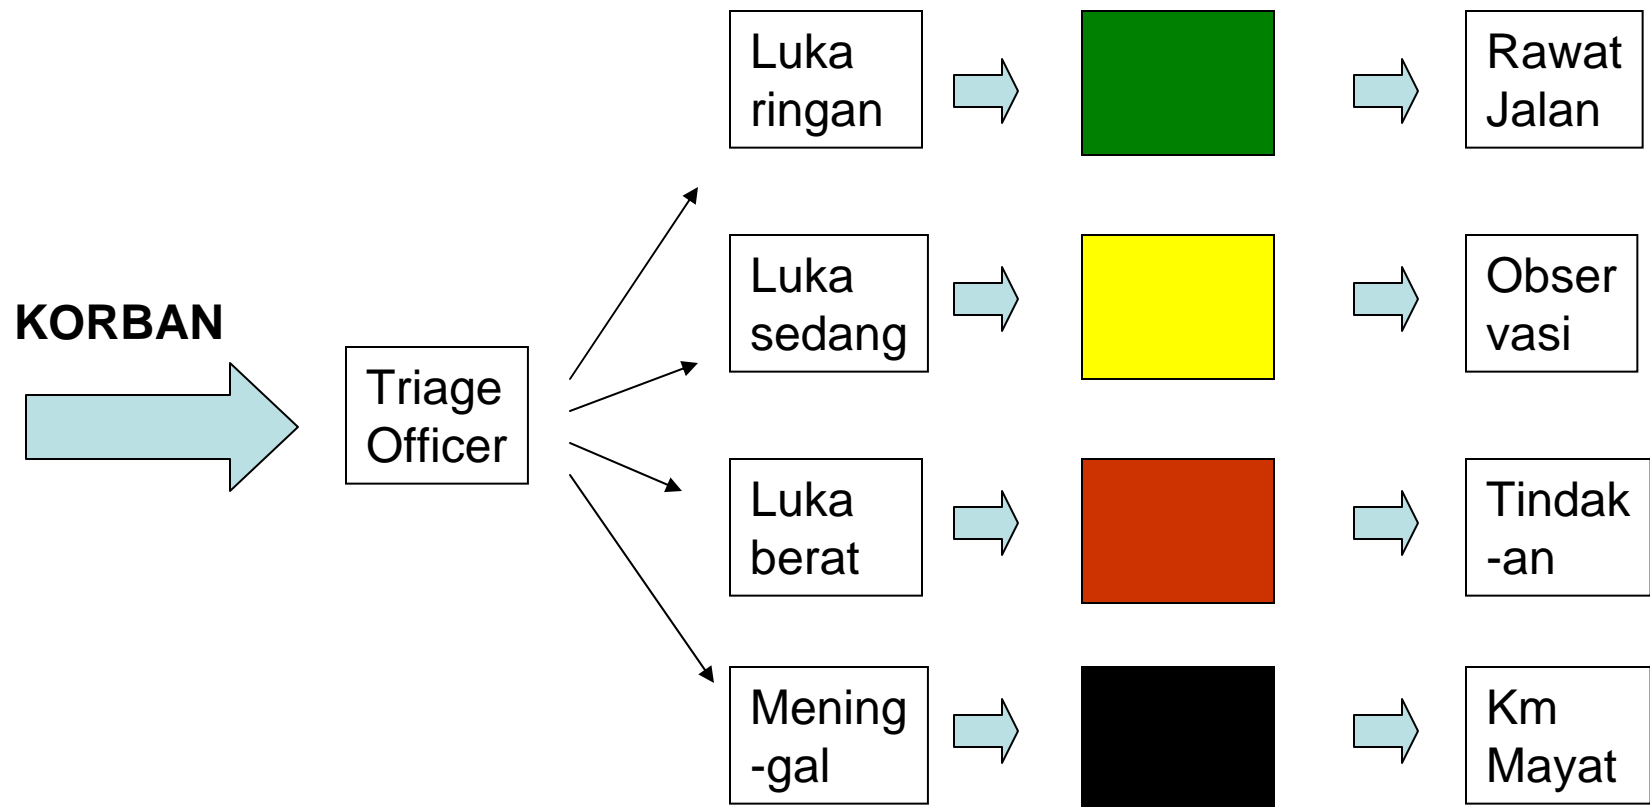 KORBAN
Triage
Officer
Luka
ringan
Rawat
Jalan
Luka
sedang
Obser
vasi
Luka
berat
Tindak
-an
Mening
-gal
Km
Mayat